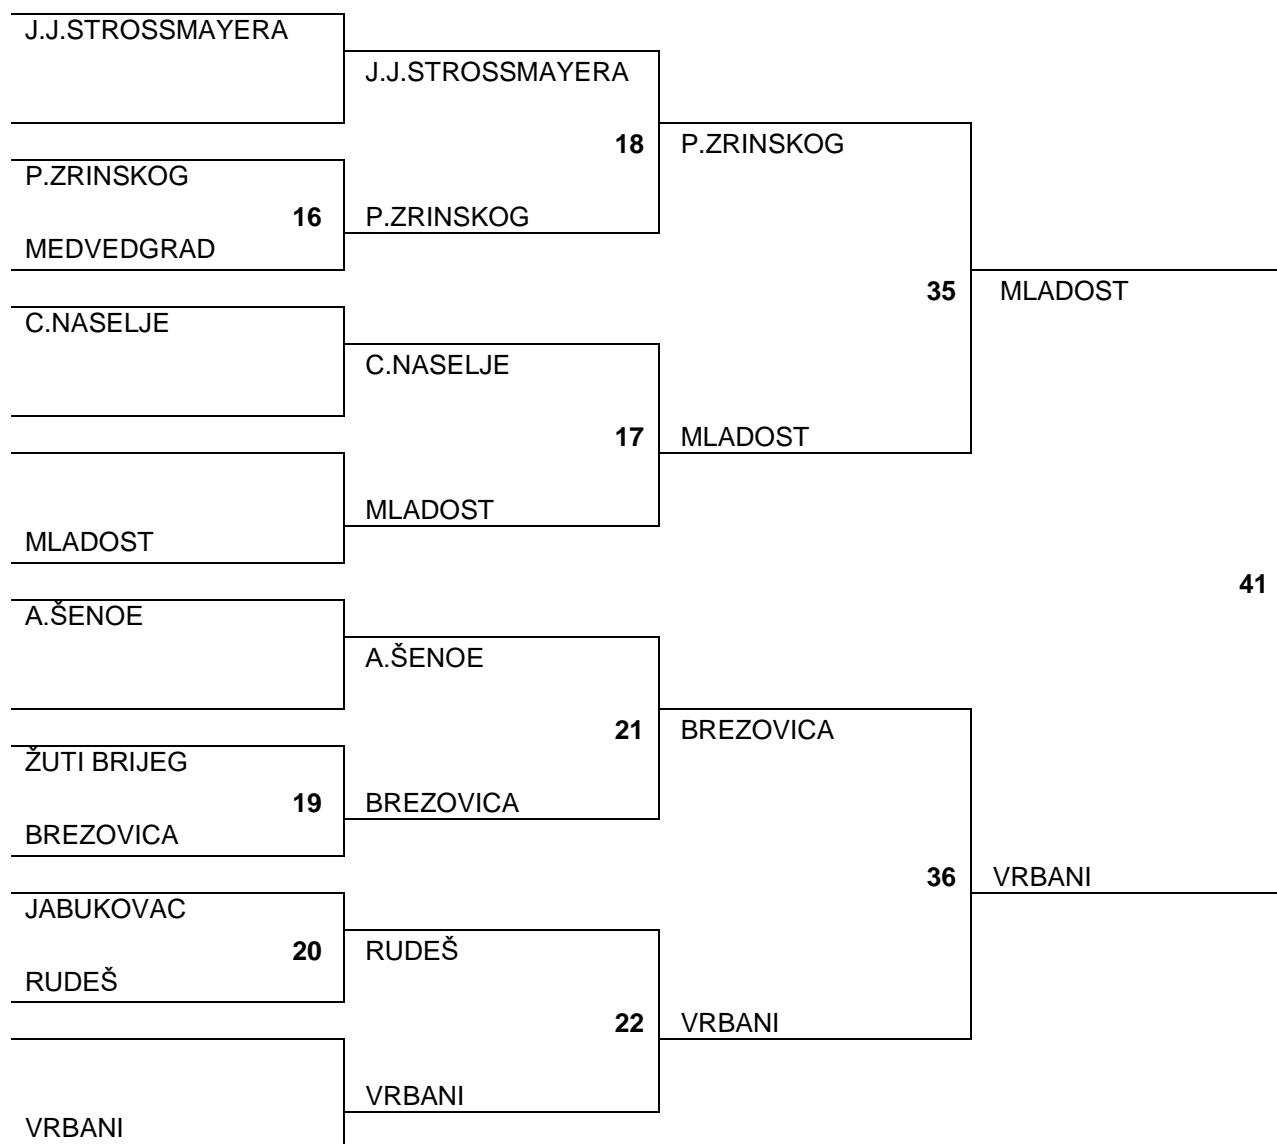 J.J.STROSSMAYERA
J.J.STROSSMAYERA
18 P.ZRINSKOG
P.ZRINSKOG
16 P.ZRINSKOG
MEDVEDGRAD
35 MLADOST
C.NASELJE
C.NASELJE
17 MLADOST
MLADOST
MLADOST
41
A.ŠENOE
A.ŠENOE
21 BREZOVICA
ŽUTI BRIJEG
19 BREZOVICA
BREZOVICA
36 VRBANI
JABUKOVAC
20 RUDEŠ
RUDEŠ
22 VRBANI
VRBANI
VRBANI